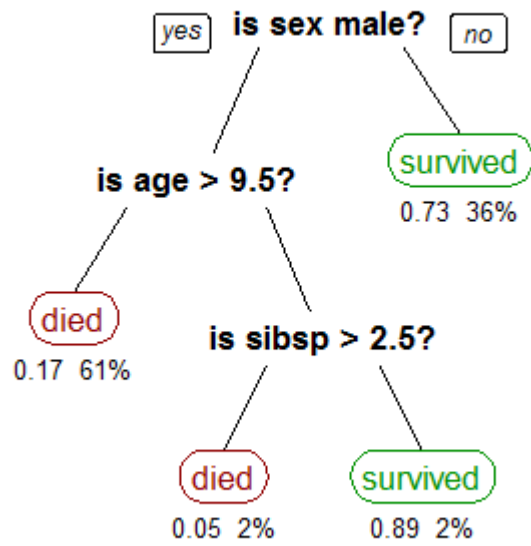 yes is sex male? no
survived
0.73 36%
is age > 9.5?
died
0.17 61%
is sibsp > 2.5?
died survived
0.05 2% 0.89 2%